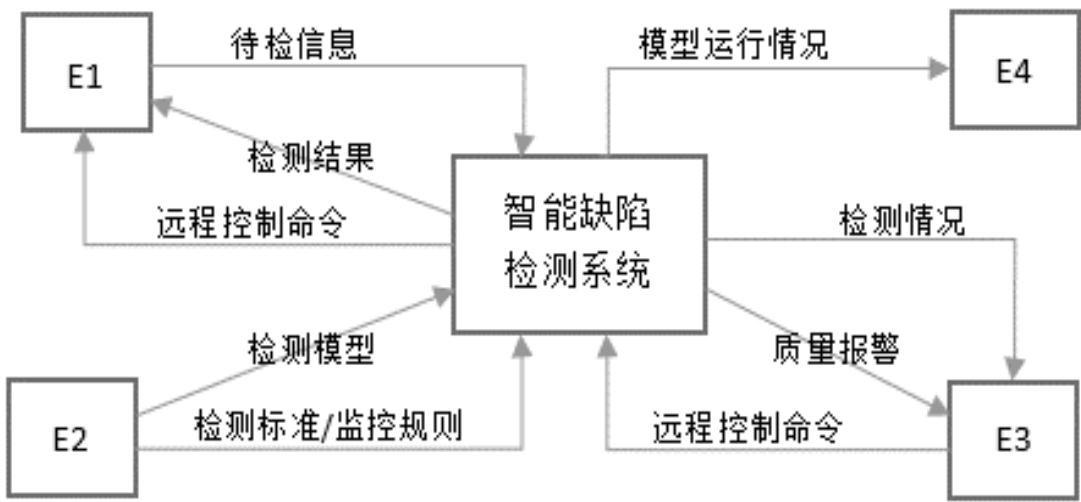 待检信息
模型运行情况
E1
E4
检测结果
智能缺陷
检测系统
远程控制命令
检测情况
检测模型
质量报警
检测标准/监控规则
远程控制命令
E2
E3